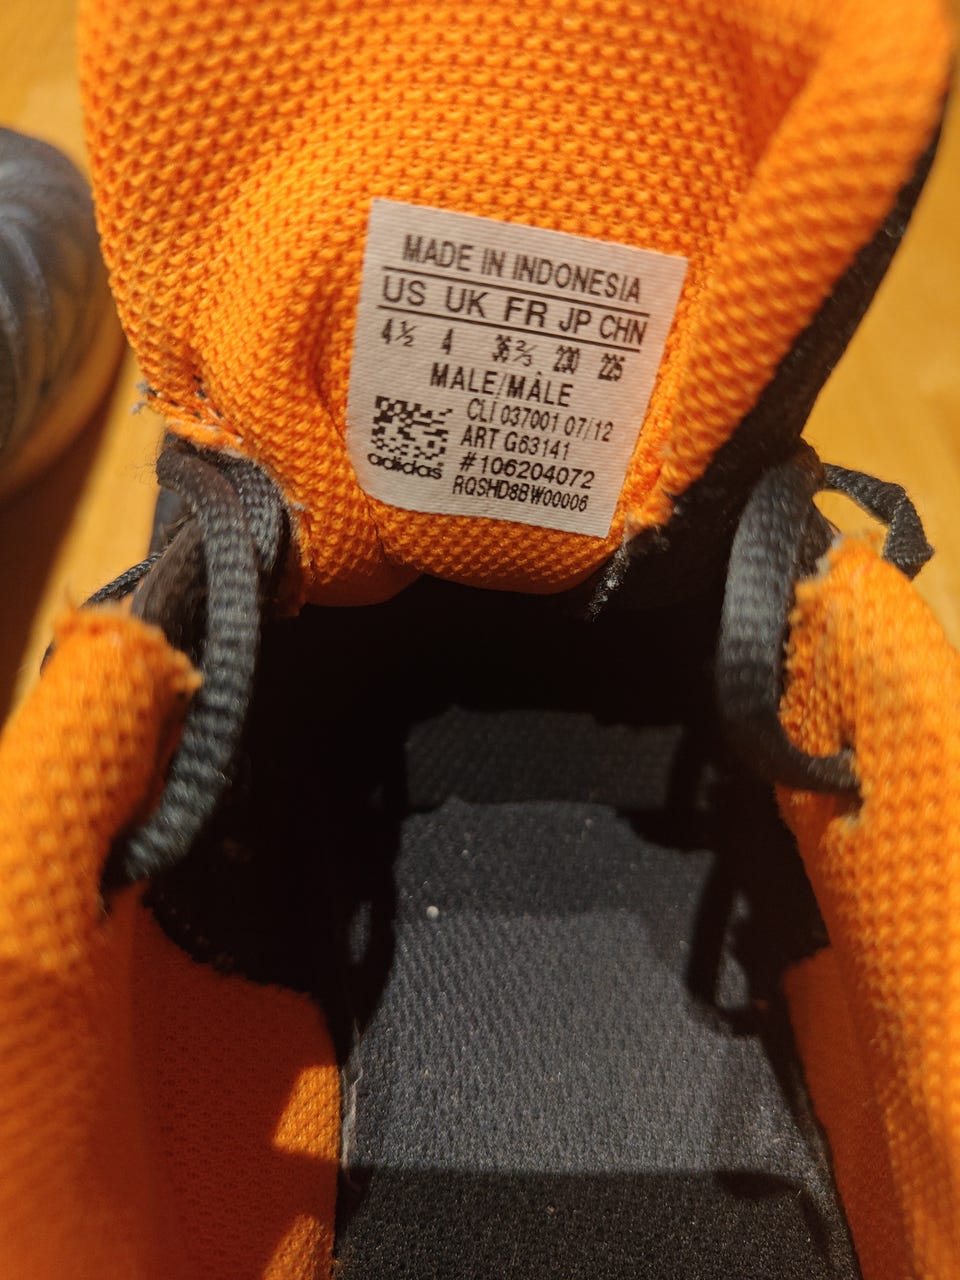 MADE IN INDONESIA
US UK FR JP CHN
4½ 4 36⅔ 230 225
MALE/MÂLE
CLI 037001 07/12
ART G63141
#106204072
RQSHD8BW00006
adidas